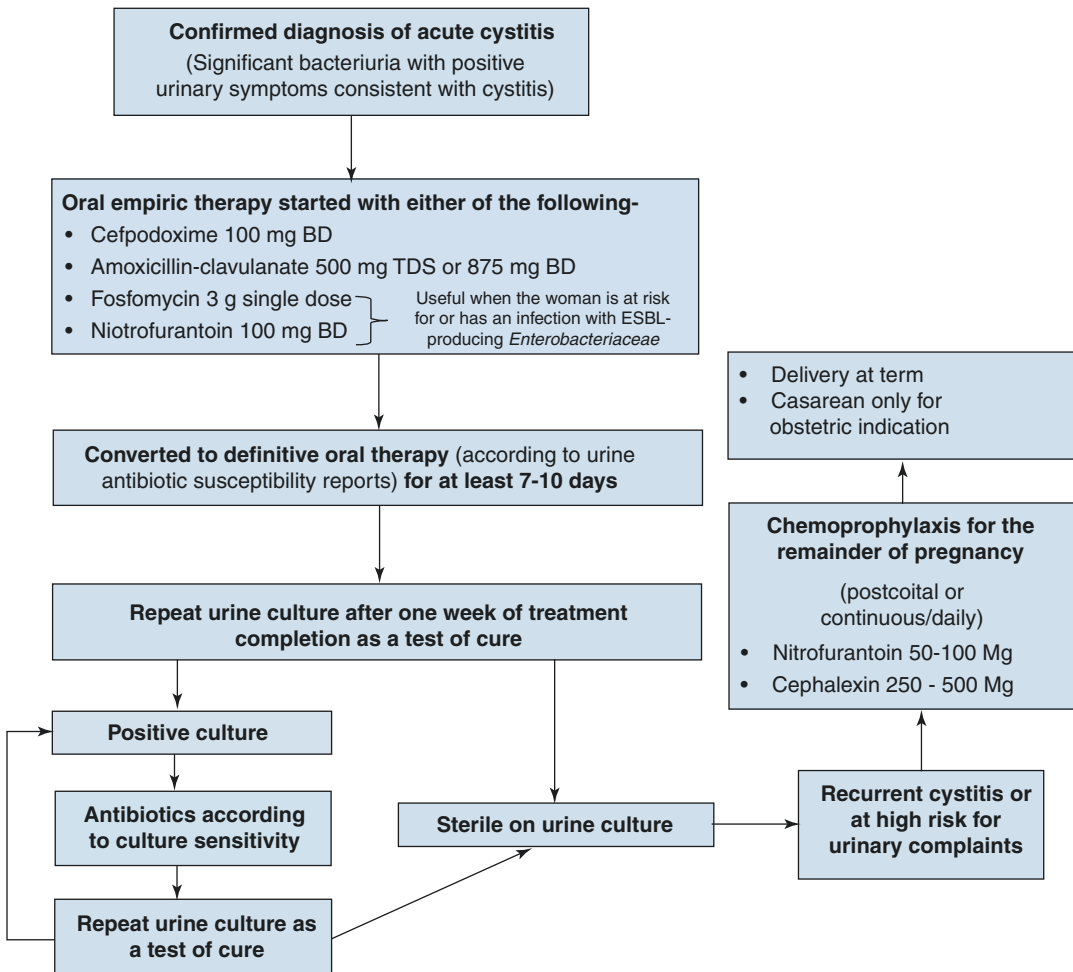 Confirmed diagnosis of acute cystitis
(Significant bacteriuria with positive
urinary symptoms consistent with cystitis)
Oral empiric therapy started with either of the following-
• Cefpodoxime 100 mg BD
• Amoxicillin-clavulanate 500 mg TDS or 875 mg BD
• Fosfomycin 3 g single dose
• Niotrofurantoin 100 mg BD
Useful when the woman is at risk
for or has an infection with ESBL-
producing Enterobacteriaceae
Converted to definitive oral therapy (according to urine
antibiotic susceptibility reports) for at least 7-10 days
Repeat urine culture after one week of treatment
completion as a test of cure
Positive culture
Antibiotics according
to culture sensitivity
Repeat urine culture as
a test of cure
Sterile on urine culture
Recurrent cystitis or
at high risk for
urinary complaints
Chemoprophylaxis for the
remainder of pregnancy
(postcoital or
continuous/daily)
• Nitrofurantoin 50-100 Mg
• Cephalexin 250 - 500 Mg
• Delivery at term
• Casarean only for
obstetric indication